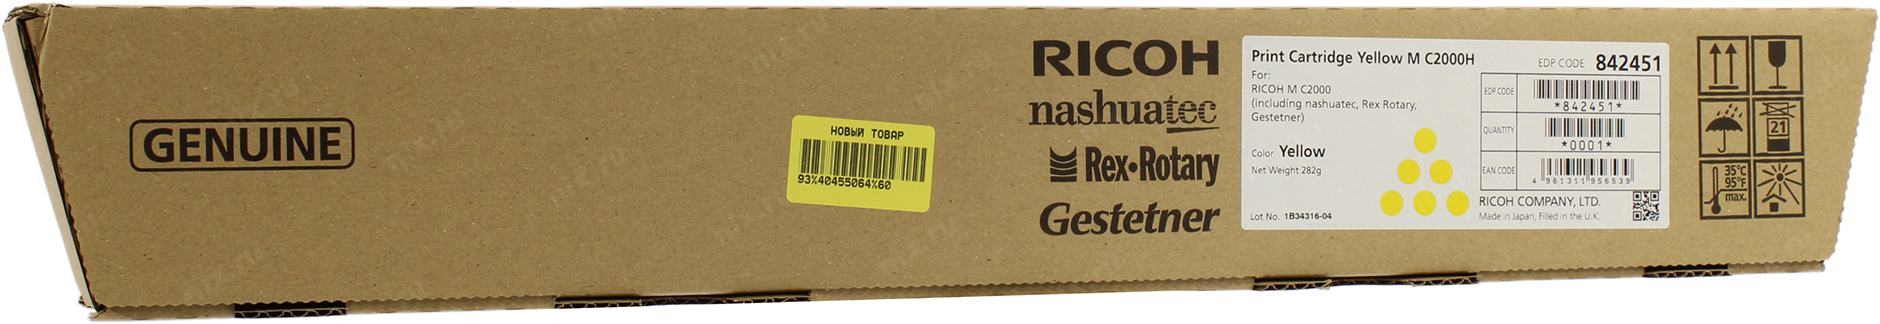 GENUINE
НОВЫЙ ТОВАР
93%40455064%60
RICOH
nashuatec
Rex•Rotary
Gestetner
Print Cartridge Yellow M C2000H
For:
RICOH M C2000
(including nashuatec, Rex Rotary,
Gestetner)
Color Yellow
Net Weight 282g
Lot No. 1B34316-04
EDP CODE 842451
EDP CODE
*842451*
QUANTITY
*0001*
EAN CODE
4 961311 956539
RICOH COMPANY, LTD.
Made in Japan, Filled in the U.K.
21
35°C
95°F
max.